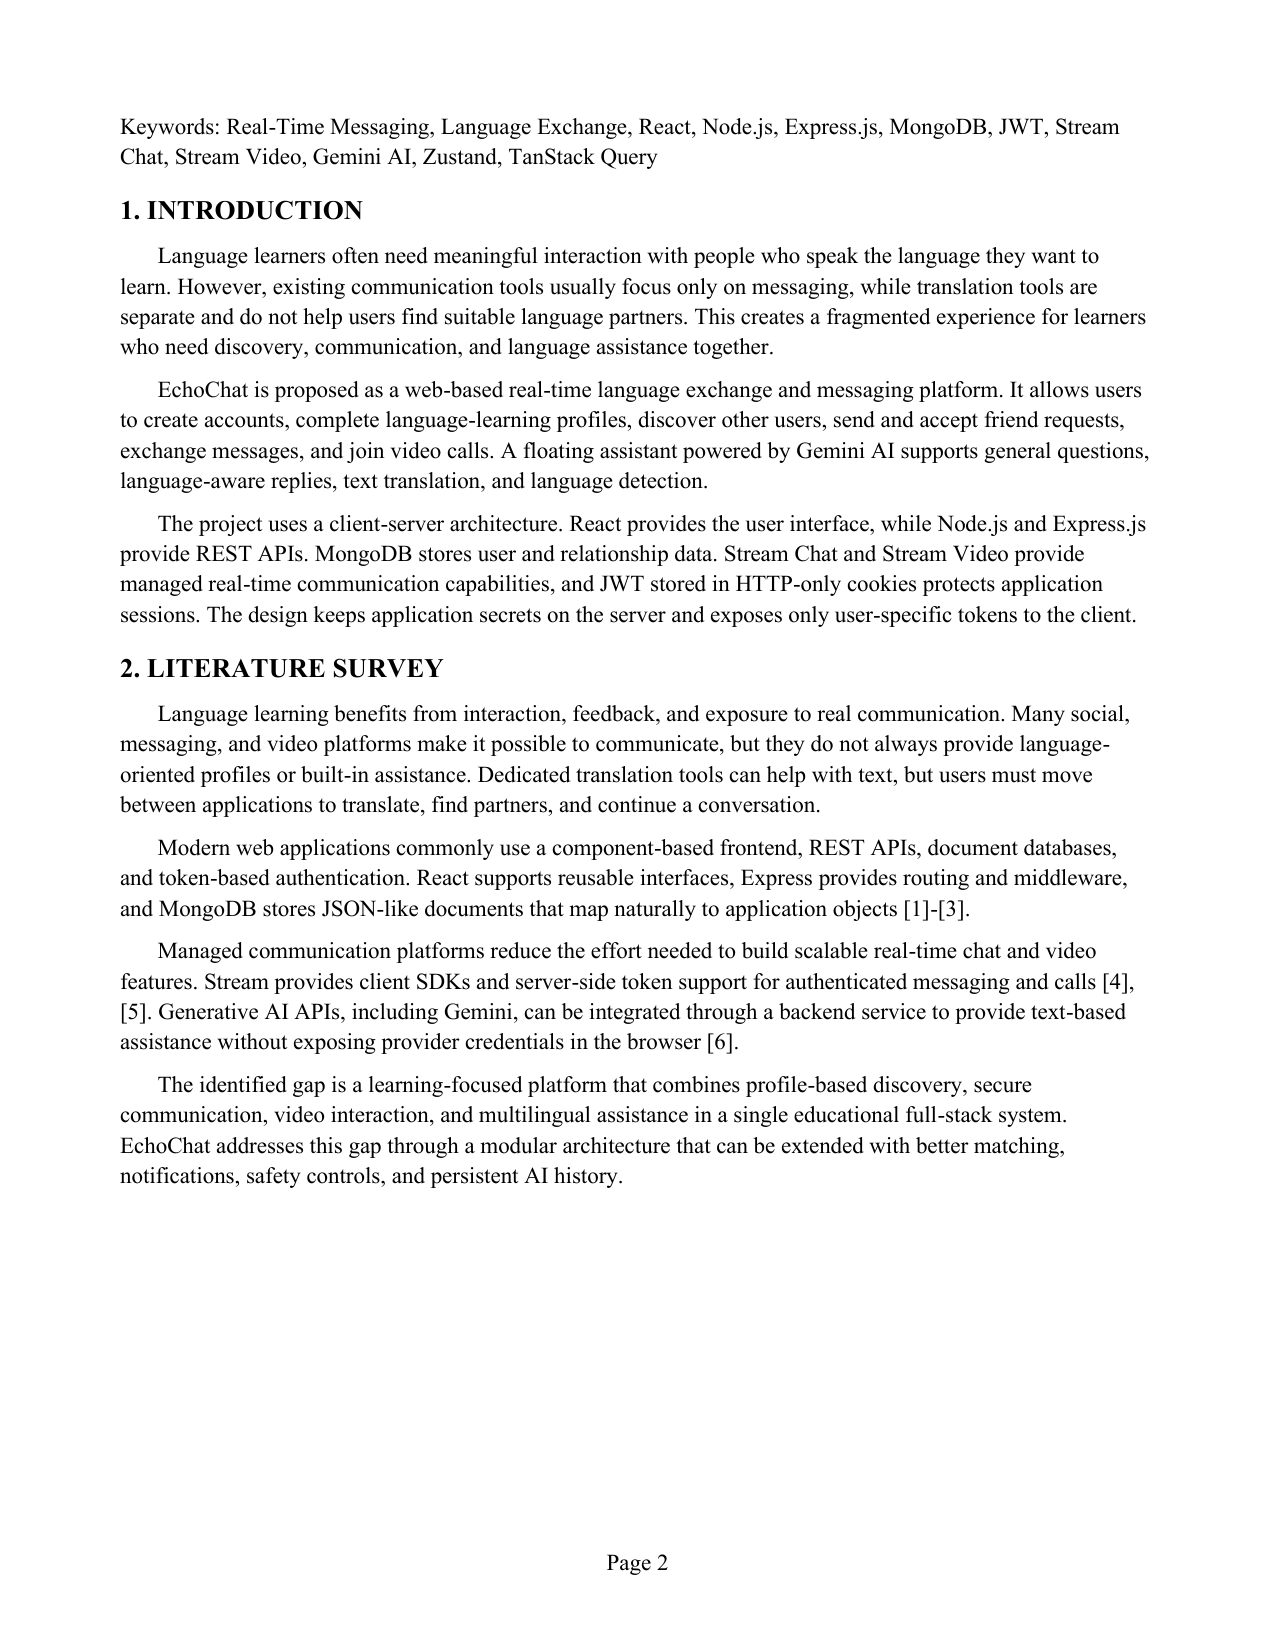 Keywords: Real-Time Messaging, Language Exchange, React, Node.js, Express.js, MongoDB, JWT, Stream
Chat, Stream Video, Gemini AI, Zustand, TanStack Query
1. INTRODUCTION
Language learners often need meaningful interaction with people who speak the language they want to
learn. However, existing communication tools usually focus only on messaging, while translation tools are
separate and do not help users find suitable language partners. This creates a fragmented experience for learners
who need discovery, communication, and language assistance together.
EchoChat is proposed as a web-based real-time language exchange and messaging platform. It allows users
to create accounts, complete language-learning profiles, discover other users, send and accept friend requests,
exchange messages, and join video calls. A floating assistant powered by Gemini AI supports general questions,
language-aware replies, text translation, and language detection.
The project uses a client-server architecture. React provides the user interface, while Node.js and Express.js
provide REST APIs. MongoDB stores user and relationship data. Stream Chat and Stream Video provide
managed real-time communication capabilities, and JWT stored in HTTP-only cookies protects application
sessions. The design keeps application secrets on the server and exposes only user-specific tokens to the client.
2. LITERATURE SURVEY
Language learning benefits from interaction, feedback, and exposure to real communication. Many social,
messaging, and video platforms make it possible to communicate, but they do not always provide language-
oriented profiles or built-in assistance. Dedicated translation tools can help with text, but users must move
between applications to translate, find partners, and continue a conversation.
Modern web applications commonly use a component-based frontend, REST APIs, document databases,
and token-based authentication. React supports reusable interfaces, Express provides routing and middleware,
and MongoDB stores JSON-like documents that map naturally to application objects [1]-[3].
Managed communication platforms reduce the effort needed to build scalable real-time chat and video
features. Stream provides client SDKs and server-side token support for authenticated messaging and calls [4],
[5]. Generative AI APIs, including Gemini, can be integrated through a backend service to provide text-based
assistance without exposing provider credentials in the browser [6].
The identified gap is a learning-focused platform that combines profile-based discovery, secure
communication, video interaction, and multilingual assistance in a single educational full-stack system.
EchoChat addresses this gap through a modular architecture that can be extended with better matching,
notifications, safety controls, and persistent AI history.
Page 2